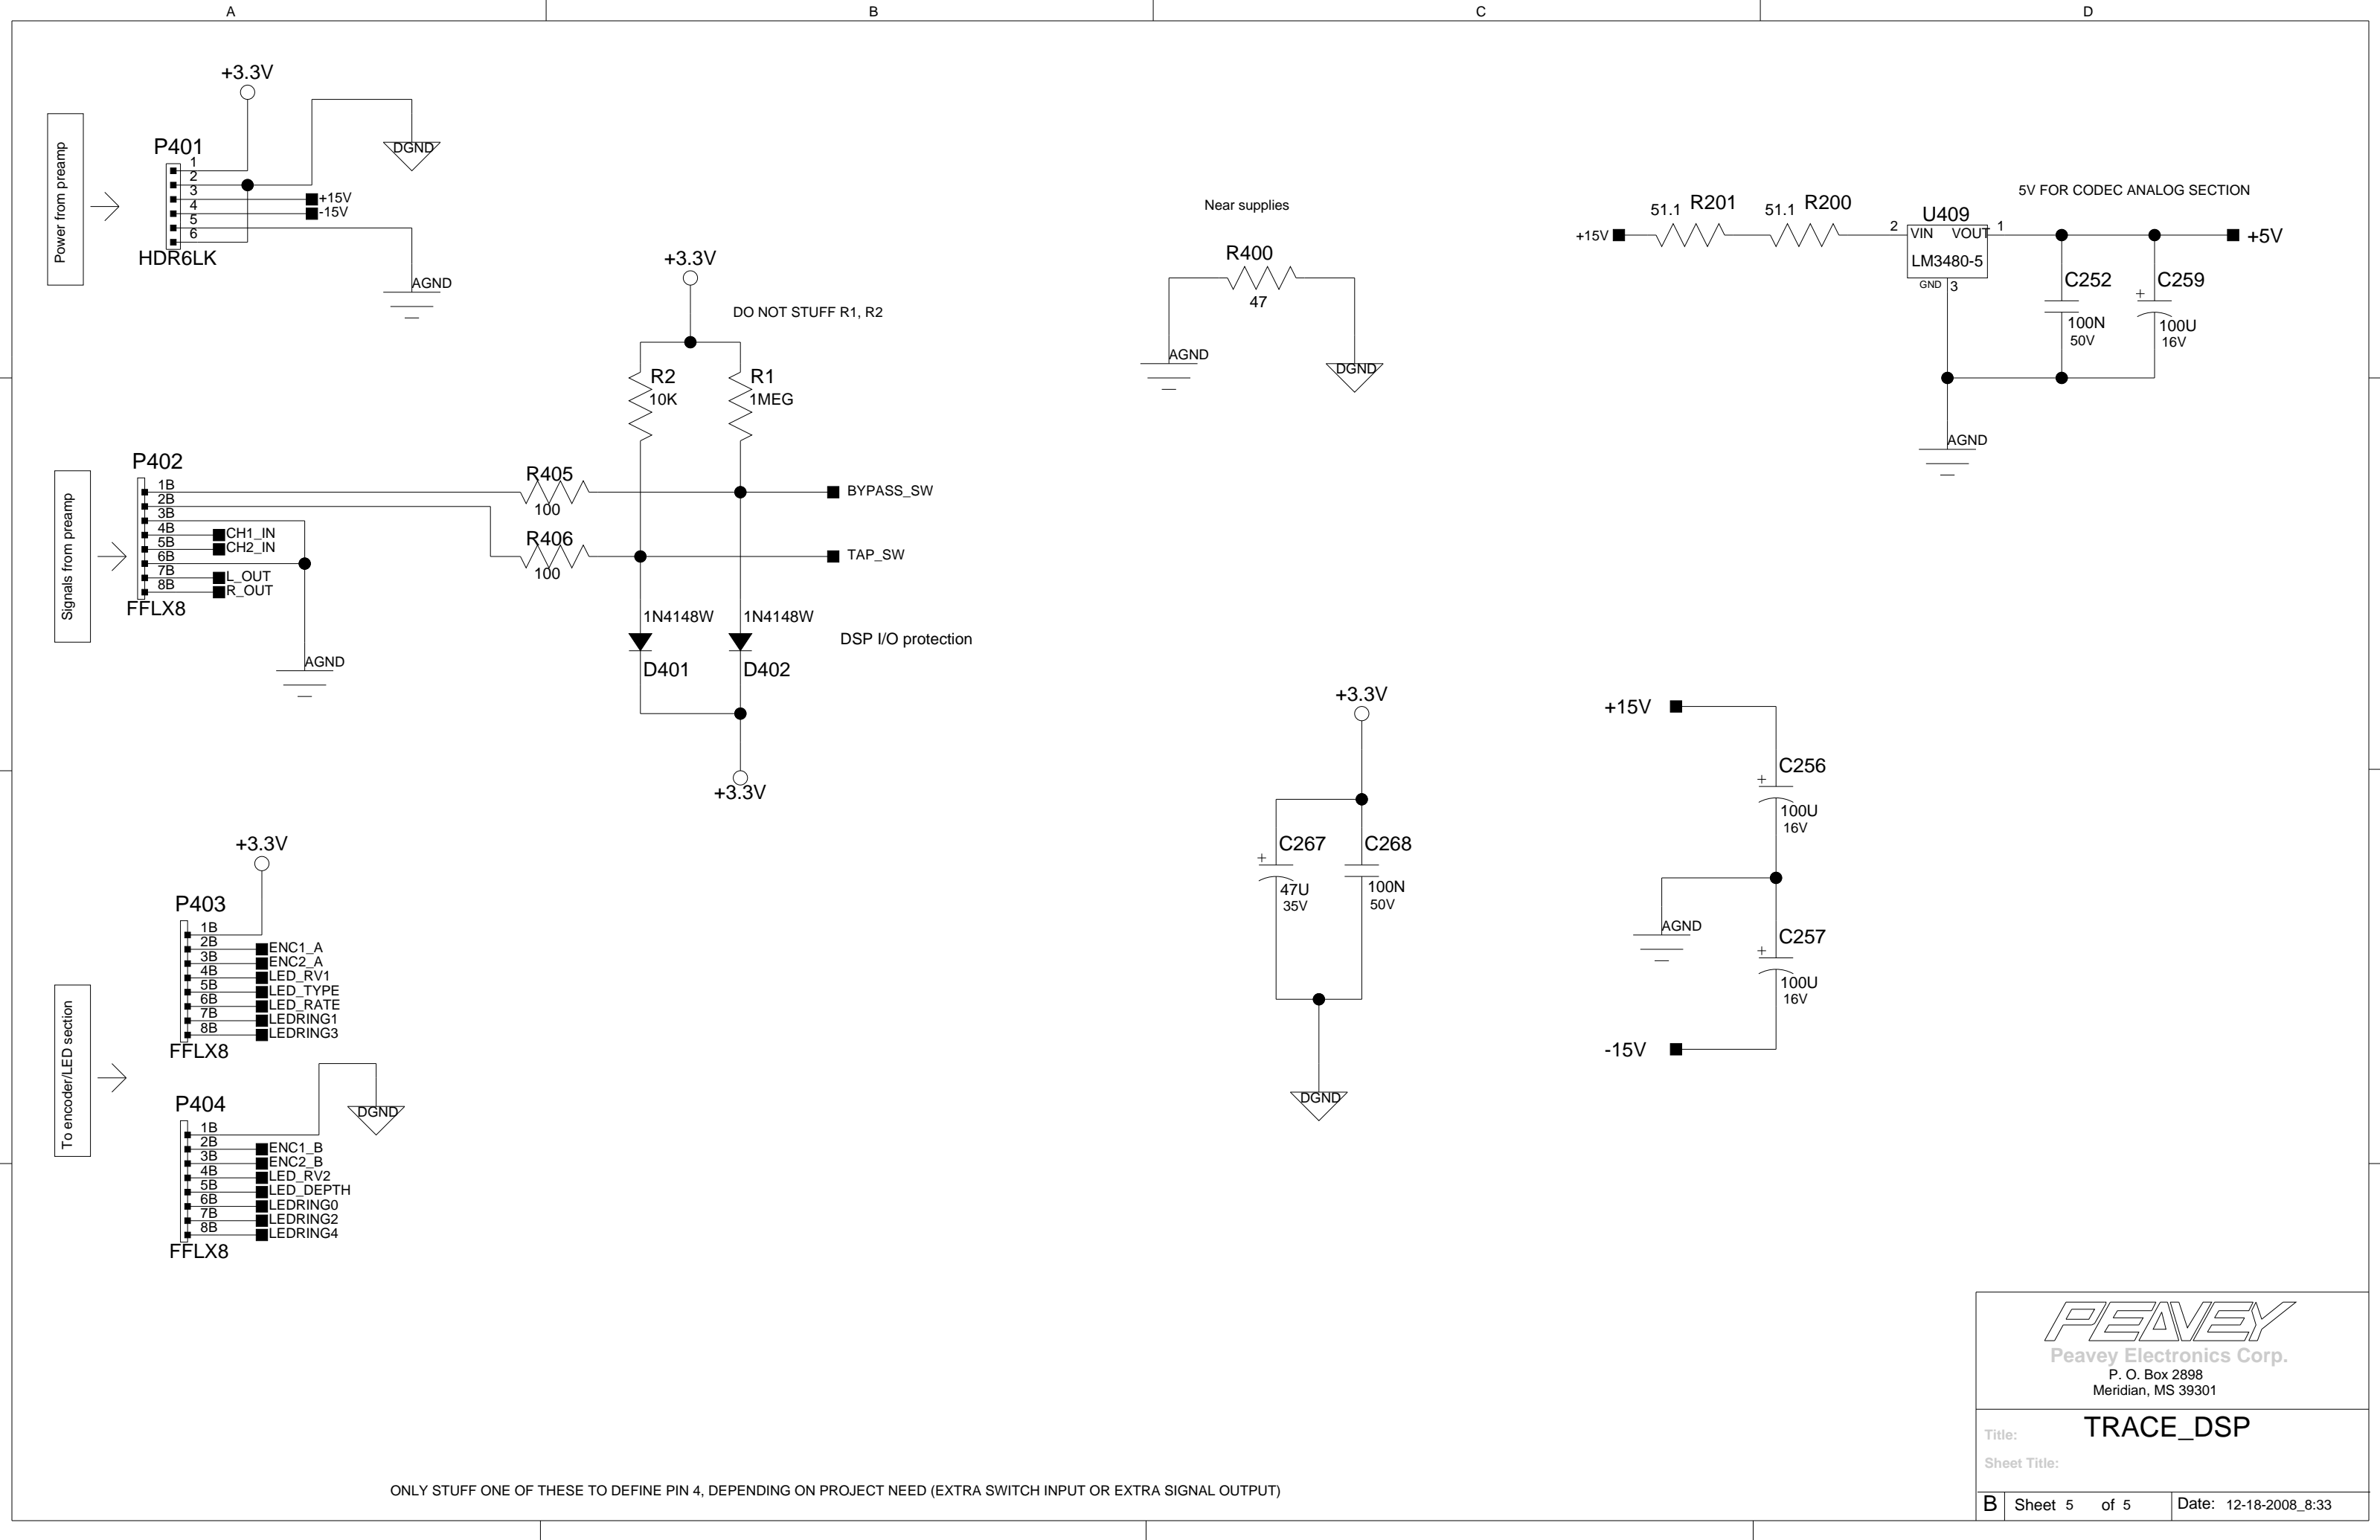 A
B
C
D
+3.3V
Power from preamp
P401
1
2
3
4
5
6
HDR6LK
DGND
+15V
-15V
AGND
Signals from preamp
P402
1B
2B
3B
4B
5B
6B
7B
8B
FFLX8
CH1_IN
CH2_IN
L_OUT
R_OUT
AGND
+3.3V
DO NOT STUFF R1, R2
R2
10K
R1
1MEG
R405
100
R406
100
BYPASS_SW
TAP_SW
1N4148W
1N4148W
D401
D402
DSP I/O protection
+3.3V
Near supplies
R400
47
AGND
DGND
5V FOR CODEC ANALOG SECTION
+15V
51.1 R201
51.1 R200
U409
2
VIN VOUT
1
LM3480-5
GND 3
+5V
C252
100N
50V
C259
+
100U
16V
AGND
+3.3V
C267
+
47U
35V
C268
100N
50V
DGND
+15V
C256
+
100U
16V
AGND
C257
+
100U
16V
-15V
To encoder/LED section
+3.3V
P403
1B
2B
3B
4B
5B
6B
7B
8B
FFLX8
ENC1_A
ENC2_A
LED_RV1
LED_TYPE
LED_RATE
LEDRING1
LEDRING3
P404
1B
2B
3B
4B
5B
6B
7B
8B
FFLX8
DGND
ENC1_B
ENC2_B
LED_RV2
LED_DEPTH
LEDRING0
LEDRING2
LEDRING4
ONLY STUFF ONE OF THESE TO DEFINE PIN 4, DEPENDING ON PROJECT NEED (EXTRA SWITCH INPUT OR EXTRA SIGNAL OUTPUT)
PEAVEY
Peavey Electronics Corp.
P. O. Box 2898
Meridian, MS 39301
Title: TRACE_DSP
Sheet Title:
B Sheet 5 of 5 Date: 12-18-2008_8:33